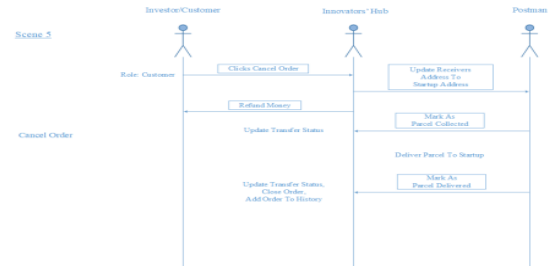 Investor/Customer
Innovators' Hub
Postman
Scene 5
Clicks Cancel Order
Role: Customer
Update Receivers
Address To
Startup Address
Refund Money
Mark As
Parcel Collected
Update Transfer Status
Cancel Order
Deliver Parcel To Startup
Mark As
Parcel Delivered
Update Transfer Status,
Close Order,
Add Order To History